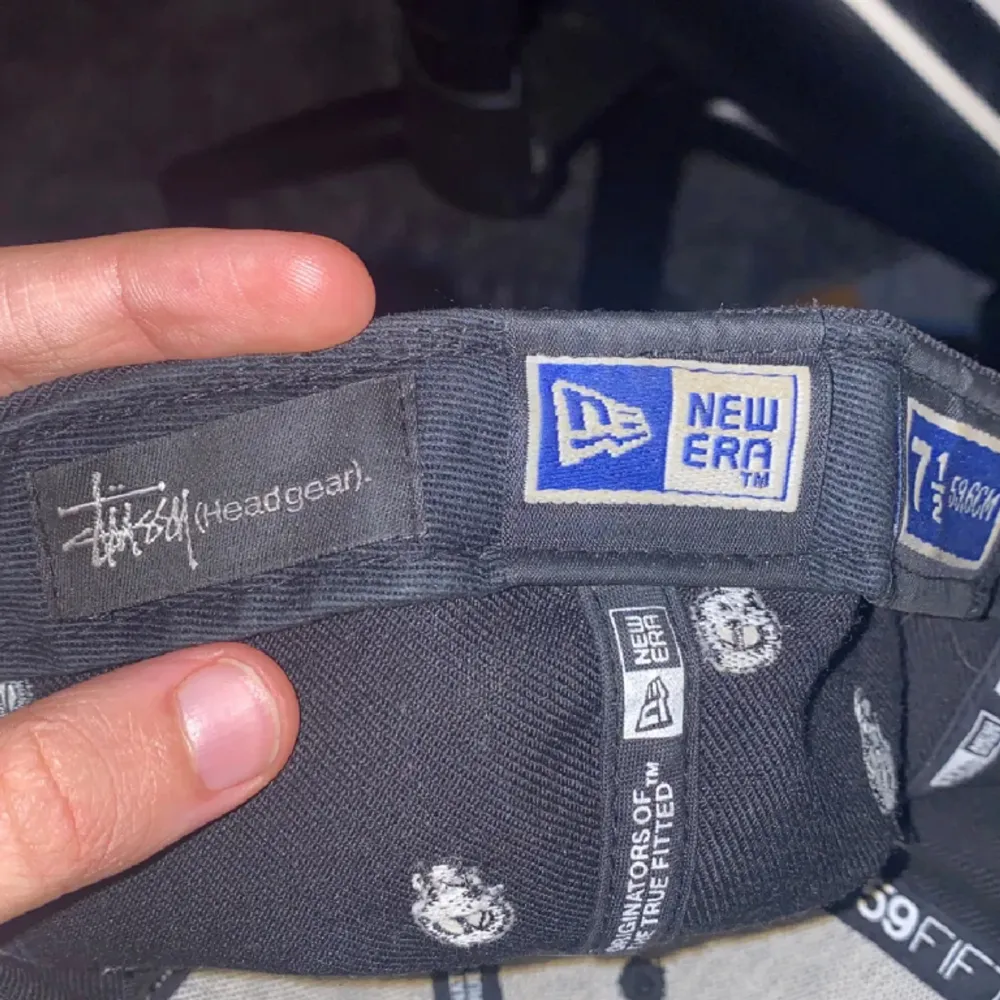 Stüssy (Headgear).
NEW
ERA
TM
7 1/2 59.6CM
NEW
ERA
ORIGINATORS OF
THE TRUE FITTED™
59FIF